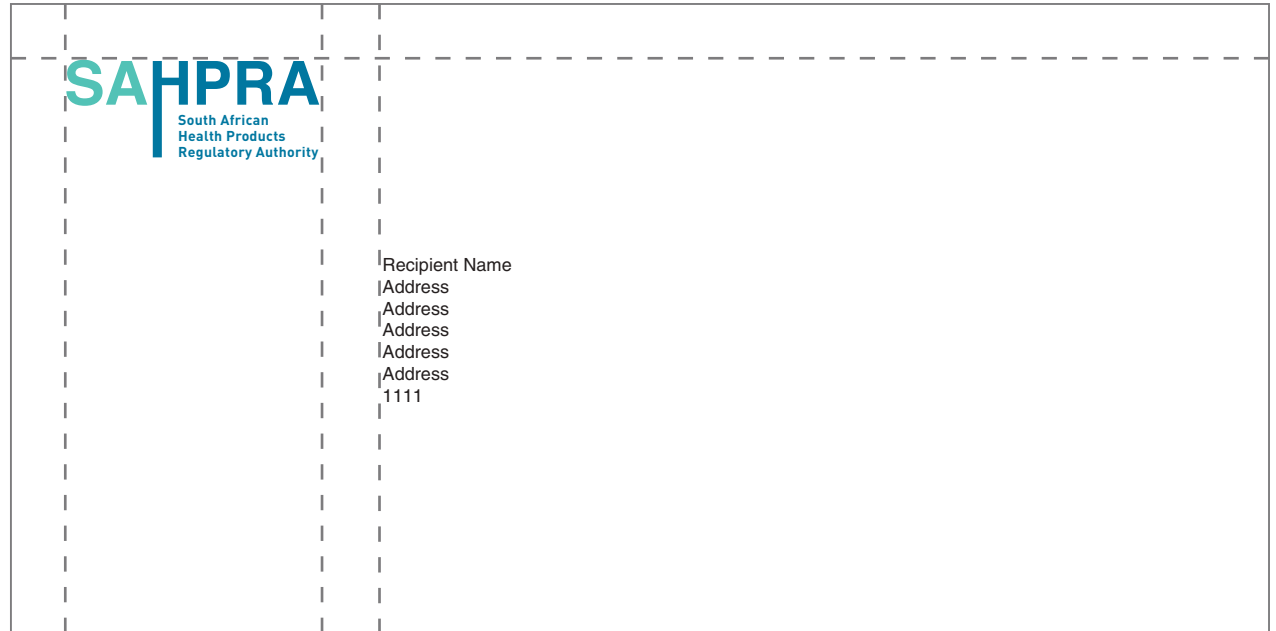 SAHPRA
South African
Health Products
Regulatory Authority
Recipient Name
Address
Address
Address
Address
Address
1111